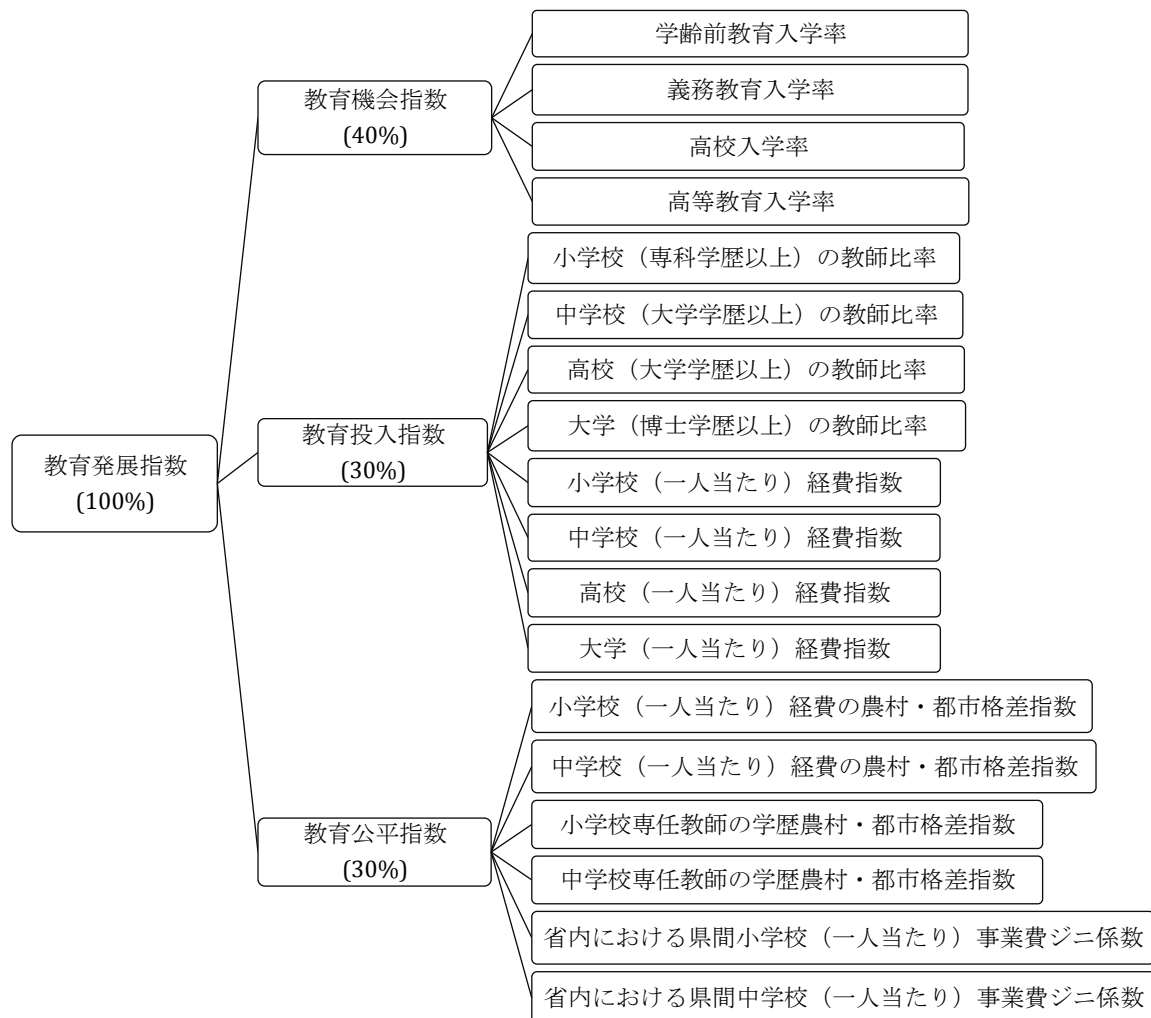 教育発展指数
(100%)
教育機会指数
(40%)
学齢前教育入学率
義務教育入学率
高校入学率
高等教育入学率
教育投入指数
(30%)
小学校（専科学歴以上）の教師比率
中学校（大学学歴以上）の教師比率
高校（大学学歴以上）の教師比率
大学（博士学歴以上）の教師比率
小学校（一人当たり）経費指数
中学校（一人当たり）経費指数
高校（一人当たり）経費指数
大学（一人当たり）経費指数
教育公平指数
(30%)
小学校（一人当たり）経費の農村・都市格差指数
中学校（一人当たり）経費の農村・都市格差指数
小学校専任教師の学歴農村・都市格差指数
中学校専任教師の学歴農村・都市格差指数
省内における県間小学校（一人当たり）事業費ジニ係数
省内における県間中学校（一人当たり）事業費ジニ係数